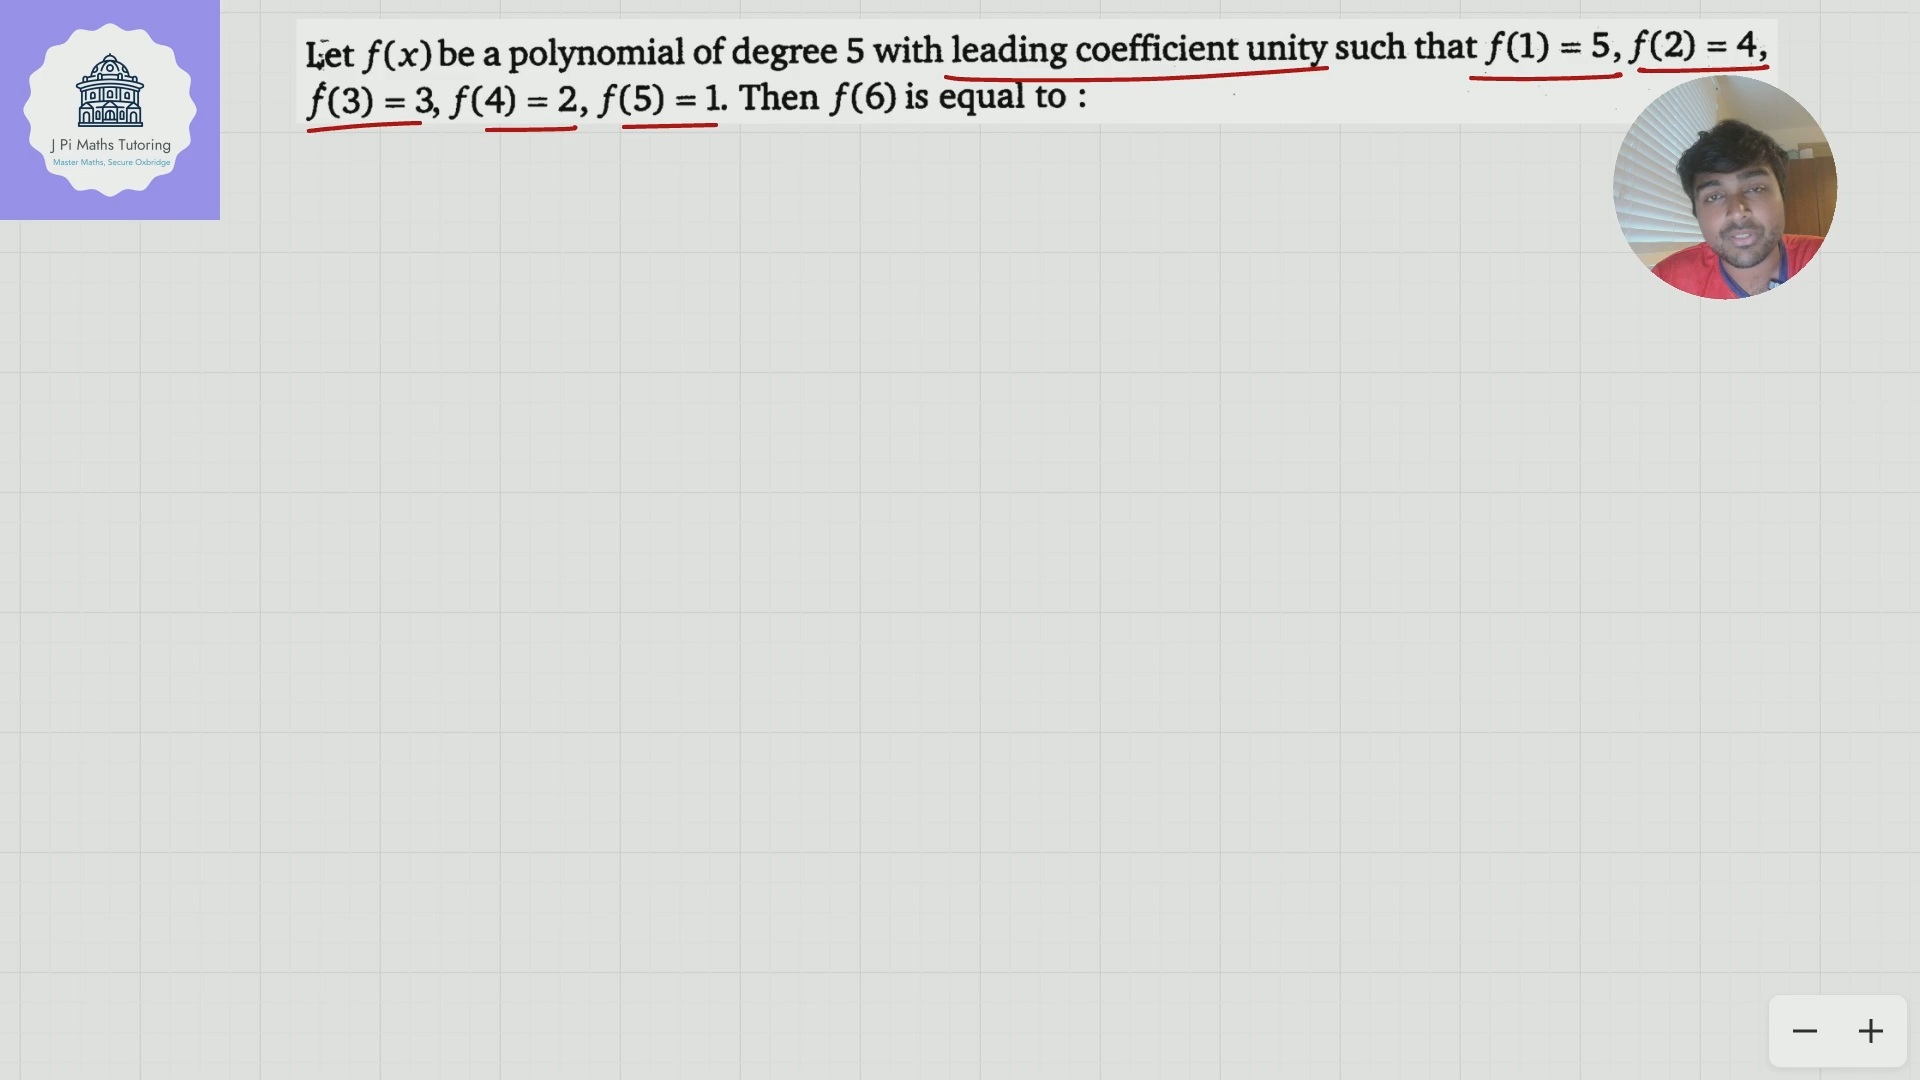 Let f(x) be a polynomial of degree 5 with leading coefficient unity such that f(1) = 5, f(2) = 4,
f(3) = 3, f(4) = 2, f(5) = 1. Then f(6) is equal to :
J Pi Maths Tutoring
Master Maths, Secure Oxbridge